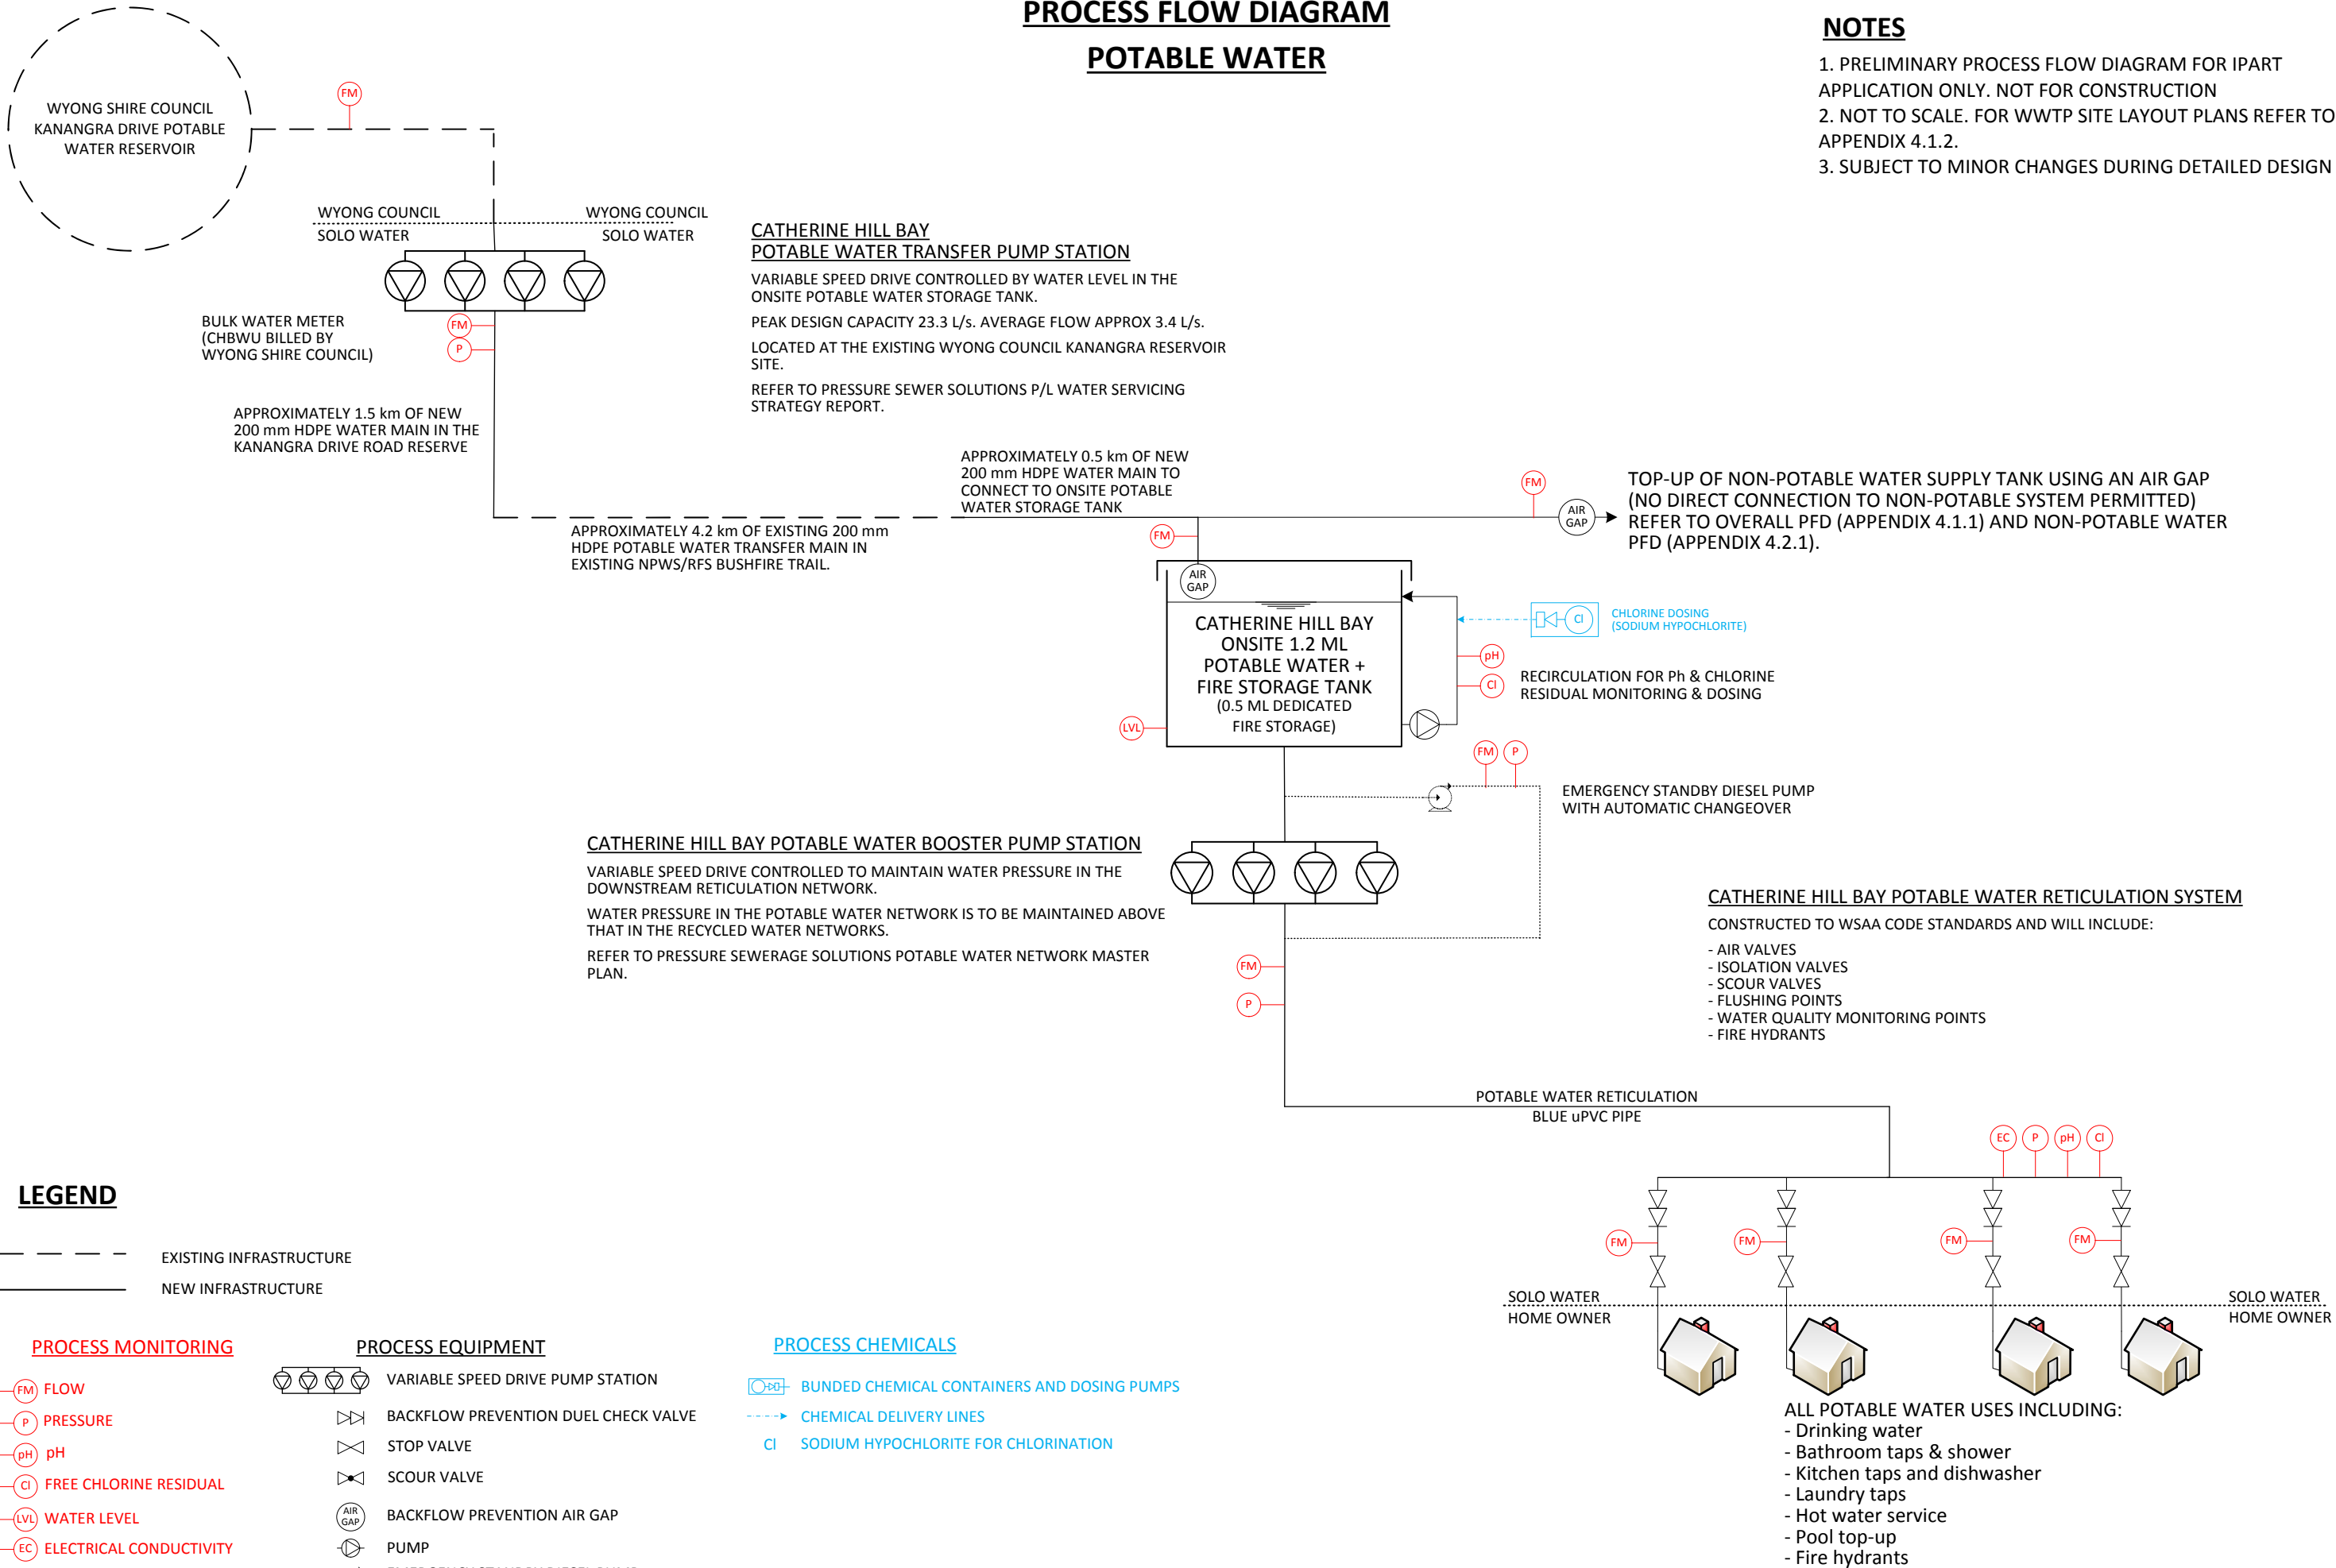 PROCESS FLOW DIAGRAM
POTABLE WATER
NOTES
1. PRELIMINARY PROCESS FLOW DIAGRAM FOR IPART
APPLICATION ONLY. NOT FOR CONSTRUCTION
2. NOT TO SCALE. FOR WWTP SITE LAYOUT PLANS REFER TO
APPENDIX 4.1.2.
3. SUBJECT TO MINOR CHANGES DURING DETAILED DESIGN
WYONG SHIRE COUNCIL
KANANGRA DRIVE POTABLE
WATER RESERVOIR
FM
WYONG COUNCIL
WYONG COUNCIL
SOLO WATER
SOLO WATER
CATHERINE HILL BAY
POTABLE WATER TRANSFER PUMP STATION
VARIABLE SPEED DRIVE CONTROLLED BY WATER LEVEL IN THE
ONSITE POTABLE WATER STORAGE TANK.
PEAK DESIGN CAPACITY 23.3 L/s. AVERAGE FLOW APPROX 3.4 L/s.
LOCATED AT THE EXISTING WYONG COUNCIL KANANGRA RESERVOIR
SITE.
REFER TO PRESSURE SEWER SOLUTIONS P/L WATER SERVICING
STRATEGY REPORT.
BULK WATER METER
(CHBWU BILLED BY
WYONG SHIRE COUNCIL)
FM
P
APPROXIMATELY 1.5 km OF NEW
200 mm HDPE WATER MAIN IN THE
KANANGRA DRIVE ROAD RESERVE
APPROXIMATELY 4.2 km OF EXISTING 200 mm
HDPE POTABLE WATER TRANSFER MAIN IN
EXISTING NPWS/RFS BUSHFIRE TRAIL.
APPROXIMATELY 0.5 km OF NEW
200 mm HDPE WATER MAIN TO
CONNECT TO ONSITE POTABLE
WATER STORAGE TANK
FM
FM
AIR
GAP
TOP-UP OF NON-POTABLE WATER SUPPLY TANK USING AN AIR GAP
(NO DIRECT CONNECTION TO NON-POTABLE SYSTEM PERMITTED)
REFER TO OVERALL PFD (APPENDIX 4.1.1) AND NON-POTABLE WATER
PFD (APPENDIX 4.2.1).
AIR
GAP
CATHERINE HILL BAY
ONSITE 1.2 ML
POTABLE WATER +
FIRE STORAGE TANK
(0.5 ML DEDICATED
FIRE STORAGE)
LVL
Cl
CHLORINE DOSING
(SODIUM HYPOCHLORITE)
pH
Cl
RECIRCULATION FOR Ph & CHLORINE
RESIDUAL MONITORING & DOSING
FM
P
EMERGENCY STANDBY DIESEL PUMP
WITH AUTOMATIC CHANGEOVER
CATHERINE HILL BAY POTABLE WATER BOOSTER PUMP STATION
VARIABLE SPEED DRIVE CONTROLLED TO MAINTAIN WATER PRESSURE IN THE
DOWNSTREAM RETICULATION NETWORK.
WATER PRESSURE IN THE POTABLE WATER NETWORK IS TO BE MAINTAINED ABOVE
THAT IN THE RECYCLED WATER NETWORKS.
REFER TO PRESSURE SEWERAGE SOLUTIONS POTABLE WATER NETWORK MASTER
PLAN.
FM
P
CATHERINE HILL BAY POTABLE WATER RETICULATION SYSTEM
CONSTRUCTED TO WSAA CODE STANDARDS AND WILL INCLUDE:
- AIR VALVES
- ISOLATION VALVES
- SCOUR VALVES
- FLUSHING POINTS
- WATER QUALITY MONITORING POINTS
- FIRE HYDRANTS
POTABLE WATER RETICULATION
BLUE uPVC PIPE
EC
P
pH
Cl
FM
FM
FM
FM
SOLO WATER
SOLO WATER
HOME OWNER
HOME OWNER
ALL POTABLE WATER USES INCLUDING:
- Drinking water
- Bathroom taps & shower
- Kitchen taps and dishwasher
- Laundry taps
- Hot water service
- Pool top-up
- Fire hydrants
LEGEND
EXISTING INFRASTRUCTURE
NEW INFRASTRUCTURE
PROCESS MONITORING
FM FLOW
P PRESSURE
pH pH
Cl FREE CHLORINE RESIDUAL
LVL WATER LEVEL
EC ELECTRICAL CONDUCTIVITY
PROCESS EQUIPMENT
VARIABLE SPEED DRIVE PUMP STATION
BACKFLOW PREVENTION DUEL CHECK VALVE
STOP VALVE
SCOUR VALVE
AIR
GAP
BACKFLOW PREVENTION AIR GAP
PUMP
PROCESS CHEMICALS
BUNDED CHEMICAL CONTAINERS AND DOSING PUMPS
CHEMICAL DELIVERY LINES
Cl SODIUM HYPOCHLORITE FOR CHLORINATION